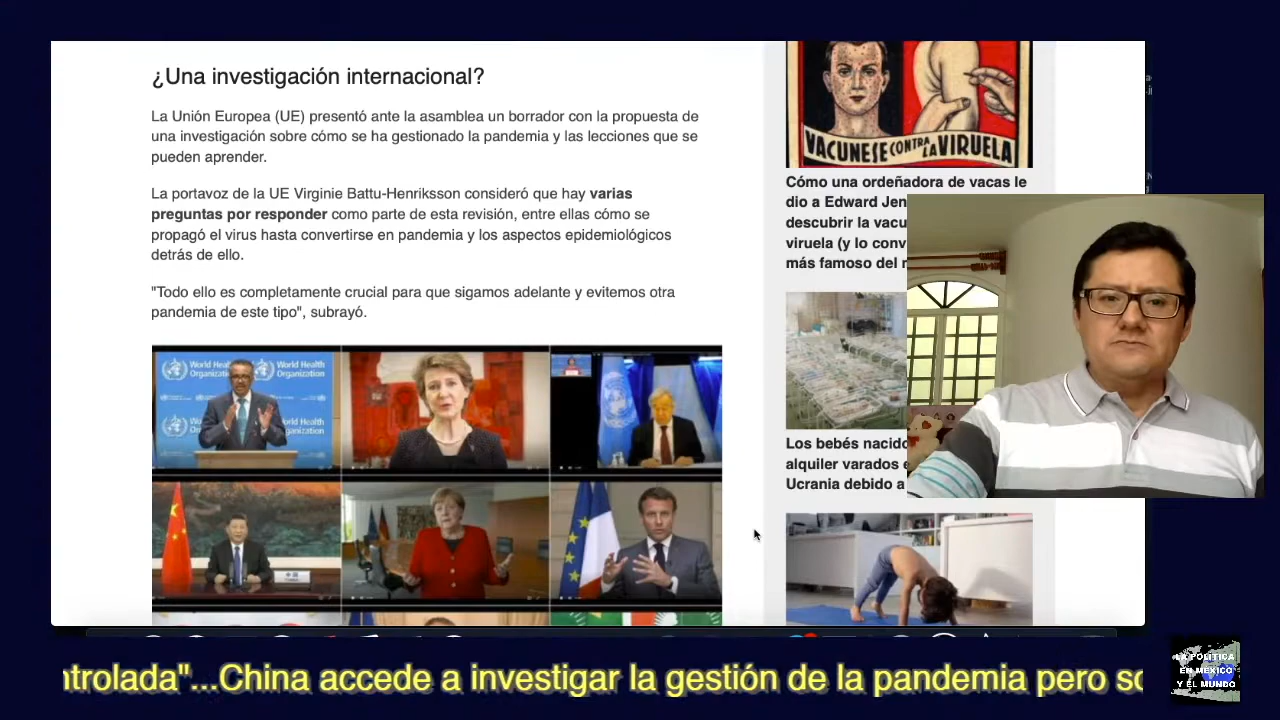 ¿Una investigación internacional?
La Unión Europea (UE) presentó ante la asamblea un borrador con la propuesta de
una investigación sobre cómo se ha gestionado la pandemia y las lecciones que se
pueden aprender.
La portavoz de la UE Virginie Battu-Henriksson consideró que hay varias
preguntas por responder como parte de esta revisión, entre ellas cómo se
propagó el virus hasta convertirse en pandemia y los aspectos epidemiológicos
detrás de ello.
"Todo ello es completamente crucial para que sigamos adelante y evitemos otra
pandemia de este tipo", subrayó.
World Health
Organization
World Health
Organization
World Health
Organization
VACUNESE CONTRA LA VIRUELA
Cómo una ordeñadora de vacas le
dio a Edward Jen
descubrir la vacu
viruela (y lo conv
más famoso del
Los bebés nacido
alquiler varados
Ucrania debido a
ntrolada"...China accede a investigar la gestión de la pandemia pero so
LA POLITICA
EN MEXICO
Y EL MUNDO